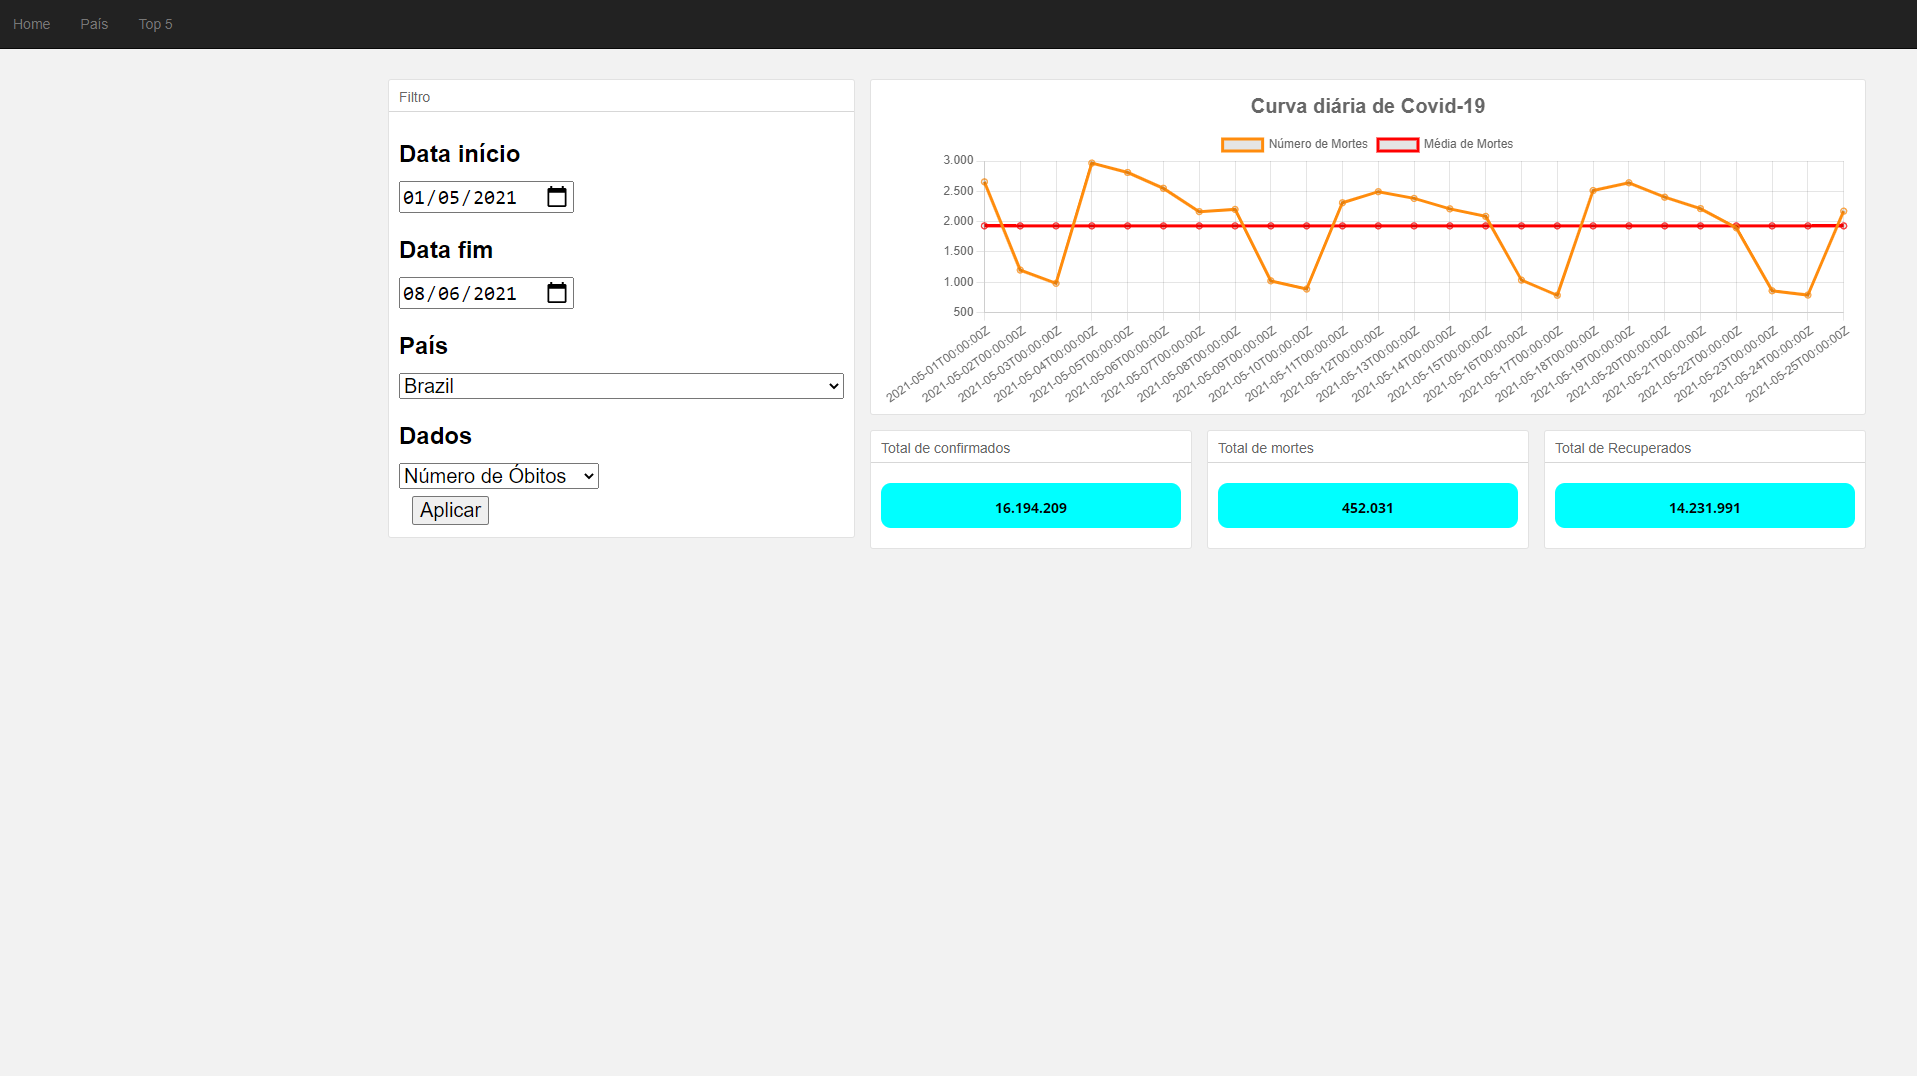 Home País Top 5
Filtro
Data início
01/05/2021
Data fim
08/06/2021
País
Brazil
Dados
Número de Óbitos
Aplicar
Curva diária de Covid-19
Número de Mortes Média de Mortes
3.000
2.500
2.000
1.500
1.000
500
2021-05-01T00:00:00Z
2021-05-02T00:00:00Z
2021-05-03T00:00:00Z
2021-05-04T00:00:00Z
2021-05-05T00:00:00Z
2021-05-06T00:00:00Z
2021-05-07T00:00:00Z
2021-05-08T00:00:00Z
2021-05-09T00:00:00Z
2021-05-10T00:00:00Z
2021-05-11T00:00:00Z
2021-05-12T00:00:00Z
2021-05-13T00:00:00Z
2021-05-14T00:00:00Z
2021-05-15T00:00:00Z
2021-05-16T00:00:00Z
2021-05-17T00:00:00Z
2021-05-18T00:00:00Z
2021-05-19T00:00:00Z
2021-05-20T00:00:00Z
2021-05-21T00:00:00Z
2021-05-22T00:00:00Z
2021-05-23T00:00:00Z
2021-05-24T00:00:00Z
2021-05-25T00:00:00Z
Total de confirmados
16.194.209
Total de mortes
452.031
Total de Recuperados
14.231.991